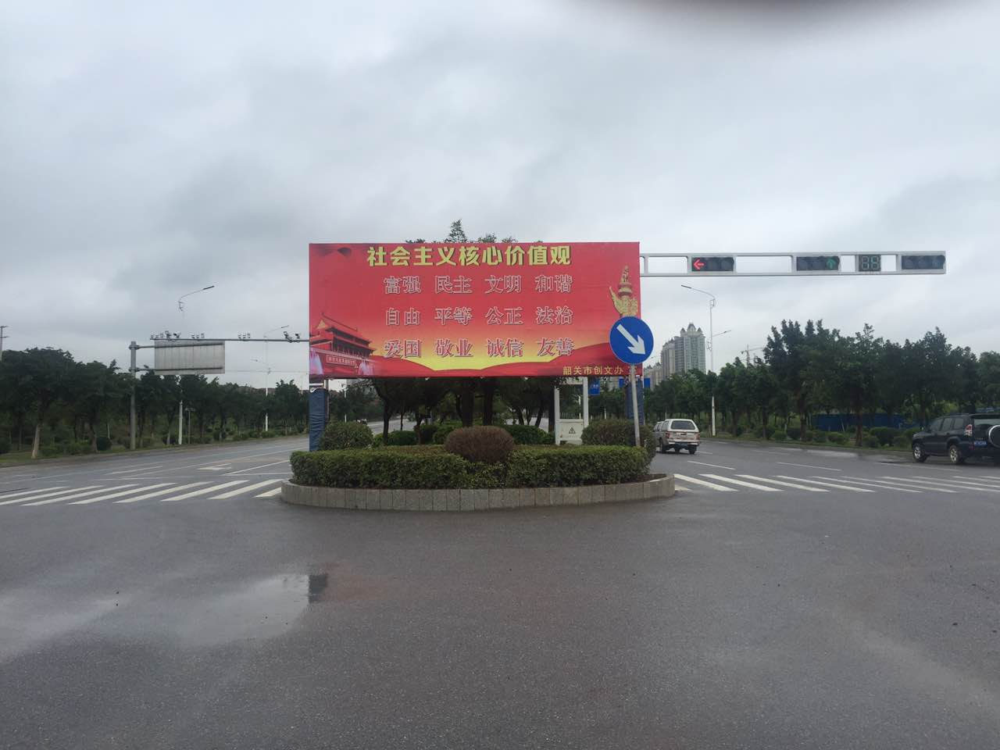 社会主义核心价值观
富强 民主 文明 和谐
自由 平等 公正 法治
爱国 敬业 诚信 友善
韶关市创文办